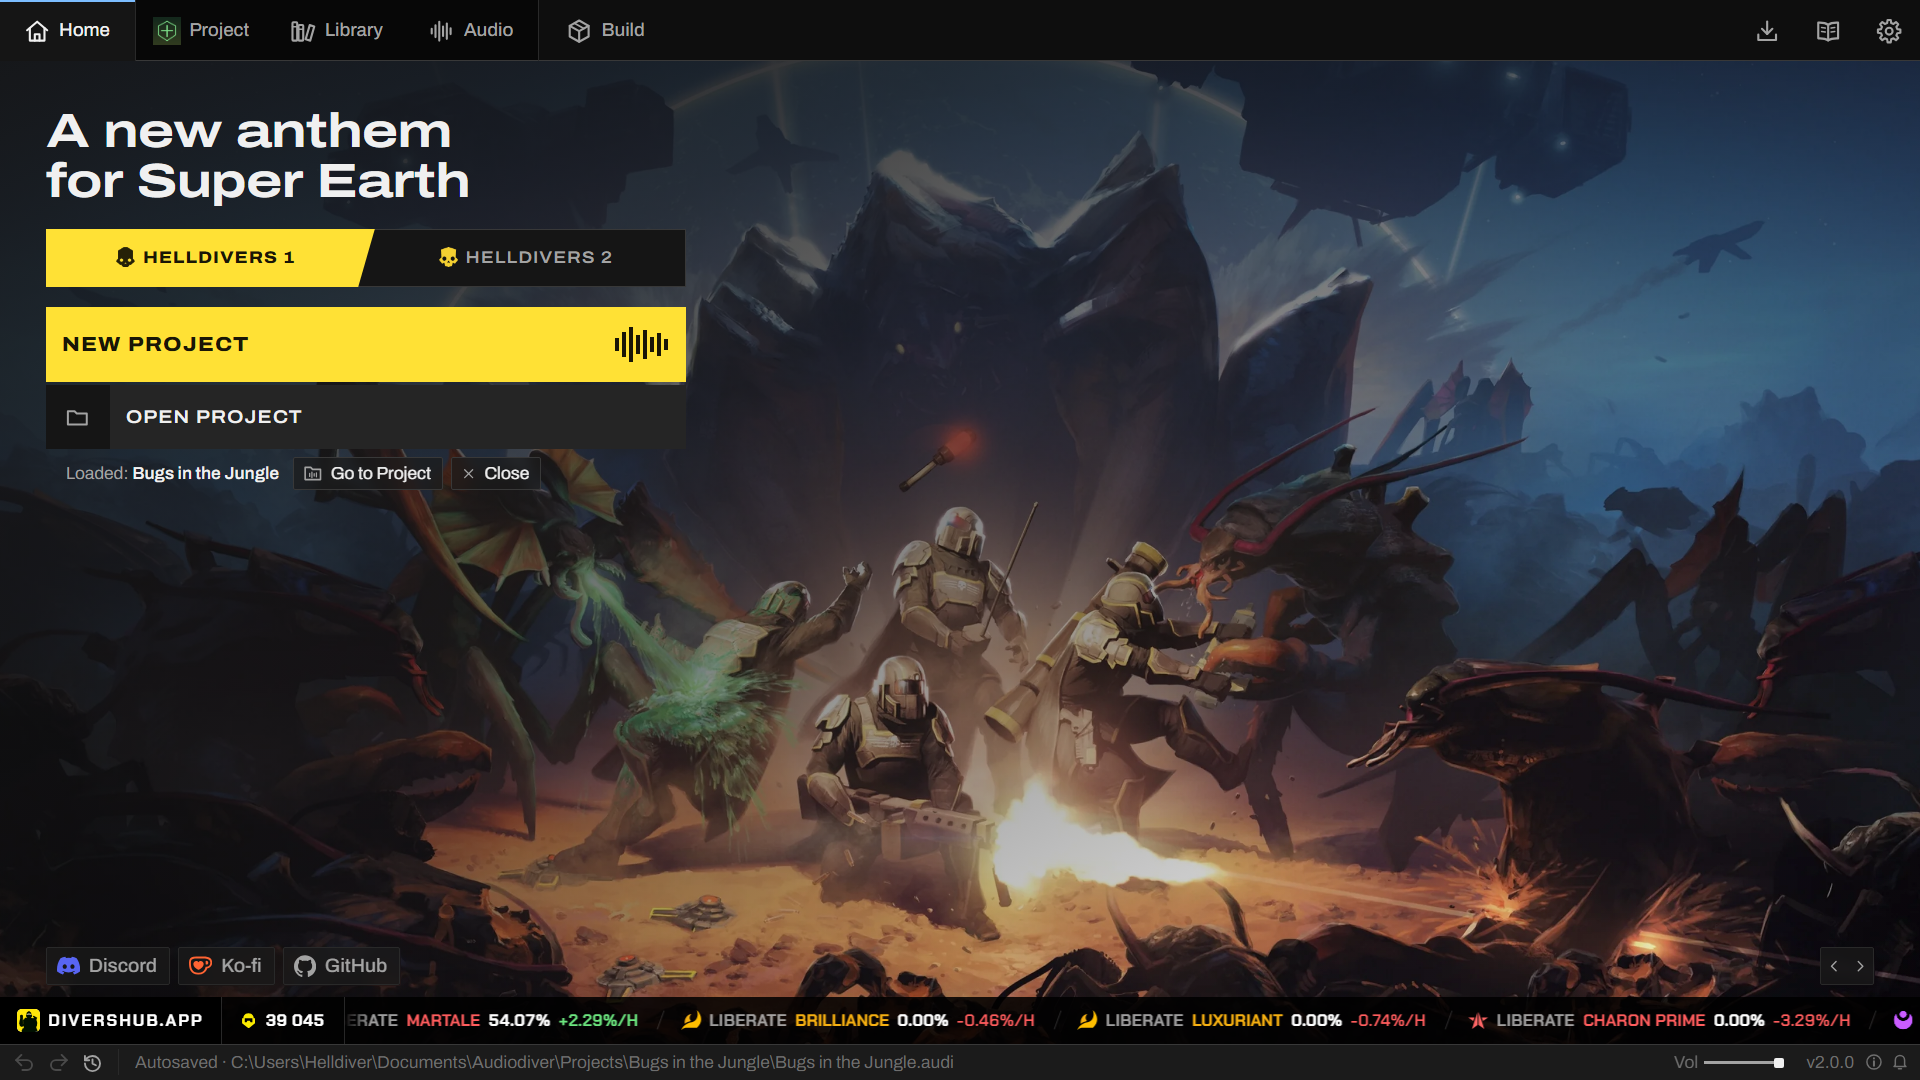 Home
Project
Library
Audio
Build
A new anthem
for Super Earth
HELLDIVERS 1
HELLDIVERS 2
NEW PROJECT
OPEN PROJECT
Loaded: Bugs in the Jungle
Go to Project
Close
Discord
Ko-fi
GitHub
DIVERSHUB.APP
39 045
ERATE MARTALE 54.07% +2.29%/H
LIBERATE BRILLIANCE 0.00% -0.46%/H
LIBERATE LUXURIANT 0.00% -0.74%/H
LIBERATE CHARON PRIME 0.00% -3.29%/H
Autosaved · C:\Users\Helldiver\Documents\Audiodiver\Projects\Bugs in the Jungle\Bugs in the Jungle.audi
Vol
v2.0.0